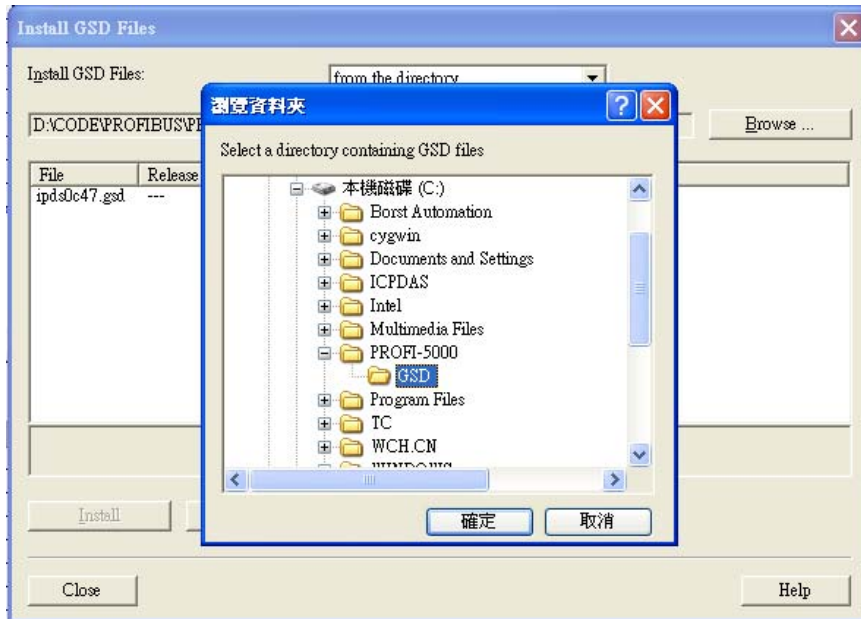 Install GSD Files
Install GSD Files:
from the directory
D:\CODE\PROFIBUS\
Browse ...
File Release
ipds0c47.gsd ---
瀏覽資料夾
Select a directory containing GSD files
本機磁碟 (C:)
Borst Automation
cygwin
Documents and Settings
ICPDAS
Intel
Multimedia Files
PROFI-5000
GSD
Program Files
TC
WCH.CN
WINDOWS
確定 取消
Install
Close Help